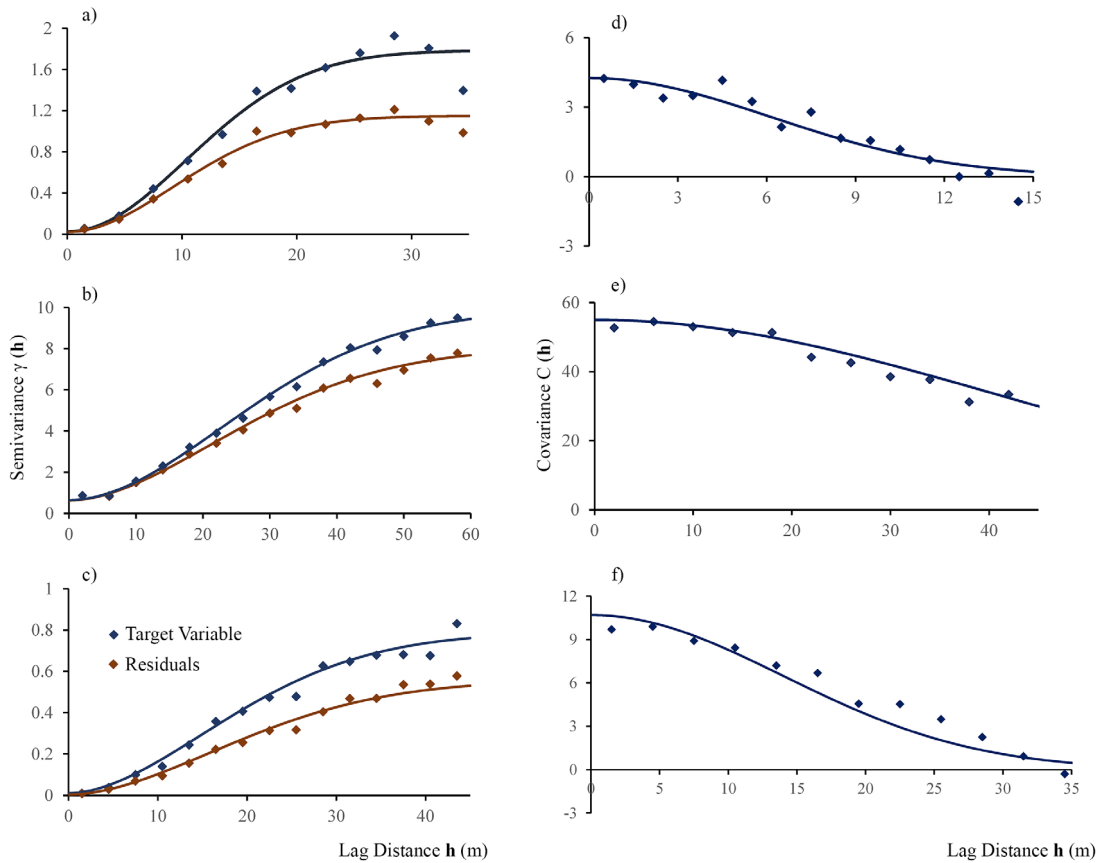 a)
2
1.6
1.2
0.8
0.4
0
0 10 20 30
b)
10
8
6
4
2
0
0 10 20 30 40 50 60
Semivariance γ (h)
c)
1
0.8
0.6
0.4
0.2
0
0 10 20 30 40
Target Variable
Residuals
Lag Distance h (m)
d)
6
3
0
-3
0 3 6 9 12 15
e)
60
40
20
0
0 10 20 30 40
Covariance C (h)
f)
12
9
6
3
0
-3
0 5 10 15 20 25 30 35
Lag Distance h (m)